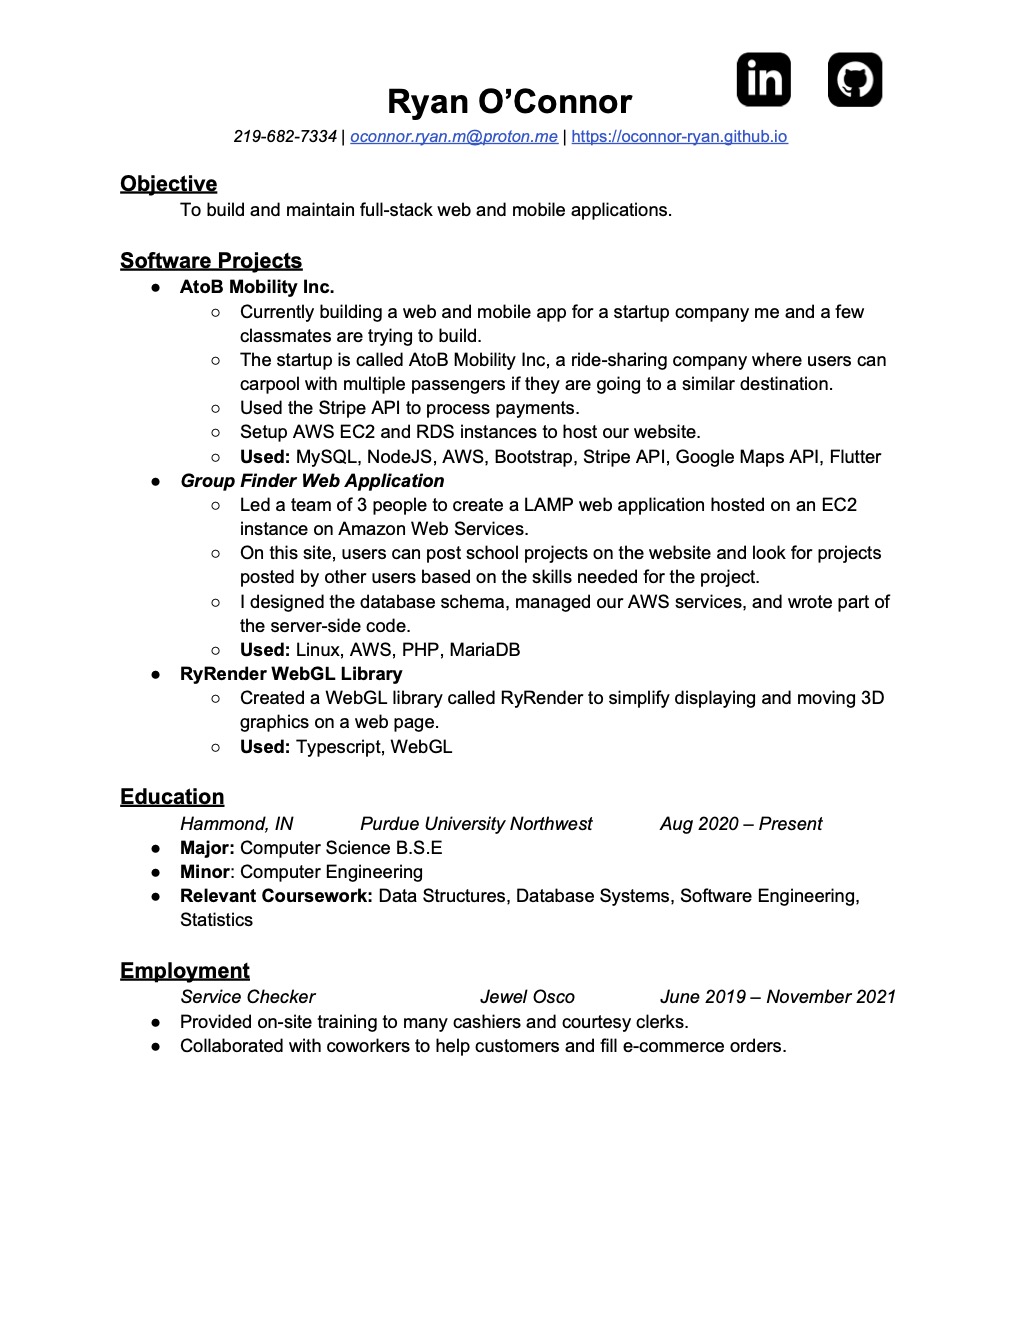 in
Ryan O’Connor
219-682-7334 | oconnor.ryan.m@proton.me | https://oconnor-ryan.github.io
Objective
To build and maintain full-stack web and mobile applications.
Software Projects
● AtoB Mobility Inc.
○ Currently building a web and mobile app for a startup company me and a few
classmates are trying to build.
○ The startup is called AtoB Mobility Inc, a ride-sharing company where users can
carpool with multiple passengers if they are going to a similar destination.
○ Used the Stripe API to process payments.
○ Setup AWS EC2 and RDS instances to host our website.
○ Used: MySQL, NodeJS, AWS, Bootstrap, Stripe API, Google Maps API, Flutter
● Group Finder Web Application
○ Led a team of 3 people to create a LAMP web application hosted on an EC2
instance on Amazon Web Services.
○ On this site, users can post school projects on the website and look for projects
posted by other users based on the skills needed for the project.
○ I designed the database schema, managed our AWS services, and wrote part of
the server-side code.
○ Used: Linux, AWS, PHP, MariaDB
● RyRender WebGL Library
○ Created a WebGL library called RyRender to simplify displaying and moving 3D
graphics on a web page.
○ Used: Typescript, WebGL
Education
Hammond, IN Purdue University Northwest Aug 2020 – Present
● Major: Computer Science B.S.E
● Minor: Computer Engineering
● Relevant Coursework: Data Structures, Database Systems, Software Engineering,
Statistics
Employment
Service Checker Jewel Osco June 2019 – November 2021
● Provided on-site training to many cashiers and courtesy clerks.
● Collaborated with coworkers to help customers and fill e-commerce orders.